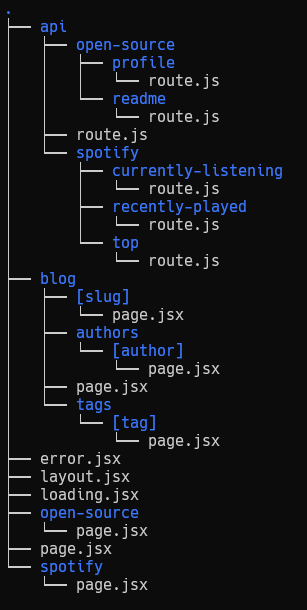 .
├── api
│   ├── open-source
│   │   ├── profile
│   │   │   └── route.js
│   │   └── readme
│   │       └── route.js
│   ├── route.js
│   └── spotify
│       ├── currently-listening
│       │   └── route.js
│       ├── recently-played
│       │   └── route.js
│       └── top
│           └── route.js
├── blog
│   ├── [slug]
│   │   └── page.jsx
│   ├── authors
│   │   └── [author]
│   │       └── page.jsx
│   ├── page.jsx
│   └── tags
│       └── [tag]
│           └── page.jsx
├── error.jsx
├── layout.jsx
├── loading.jsx
├── open-source
│   └── page.jsx
├── page.jsx
└── spotify
    └── page.jsx